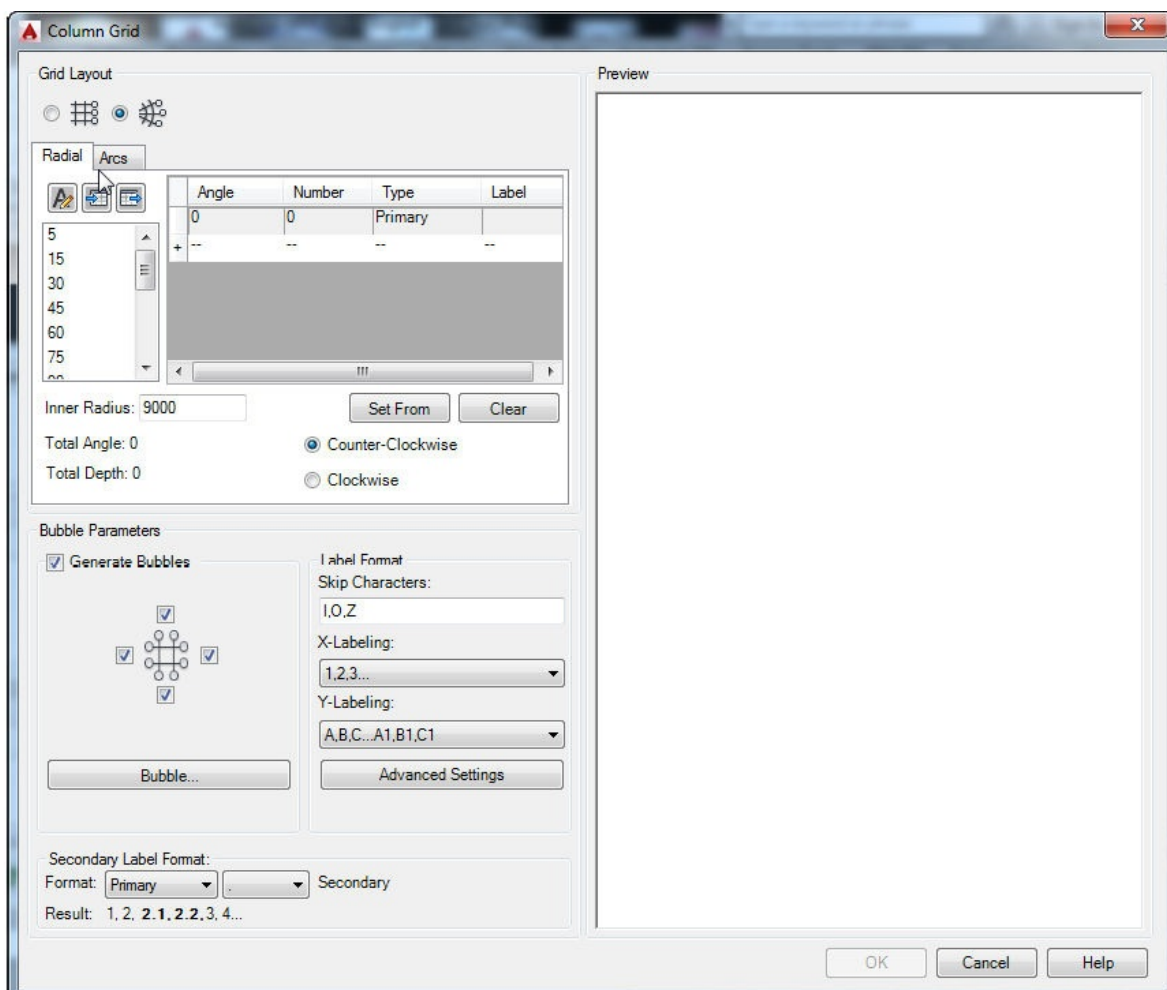 Column Grid
Grid Layout
Radial Arcs
Angle Number Type Label
0 0 Primary
+ -- -- -- --
5
15
30
45
60
75
Inner Radius: 9000
Set From Clear
Total Angle: 0
Counter-Clockwise
Total Depth: 0
Clockwise
Bubble Parameters
Generate Bubbles
Label Format
Skip Characters:
I,O,Z
X-Labeling:
1,2,3...
Y-Labeling:
A,B,C...A1,B1,C1
Bubble...
Advanced Settings
Secondary Label Format:
Format: Primary . Secondary
Result: 1, 2, 2.1, 2.2, 3, 4...
Preview
OK Cancel Help